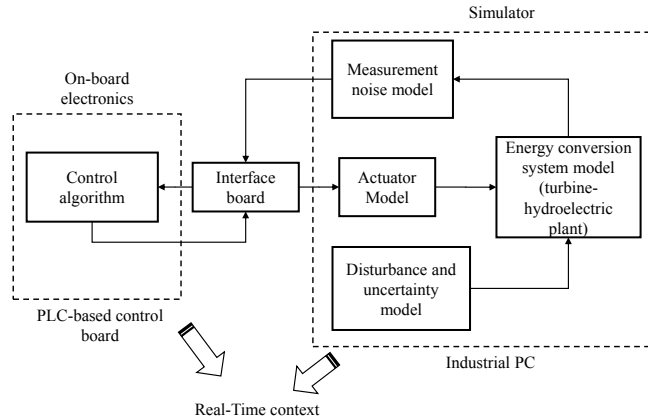 Simulator
On-board
electronics
Measurement
noise model
Control
algorithm
Interface
board
Actuator
Model
Energy conversion
system model
(turbine-
hydroelectric
plant)
Disturbance and
uncertainty model
PLC-based control
board
Industrial PC
Real-Time context